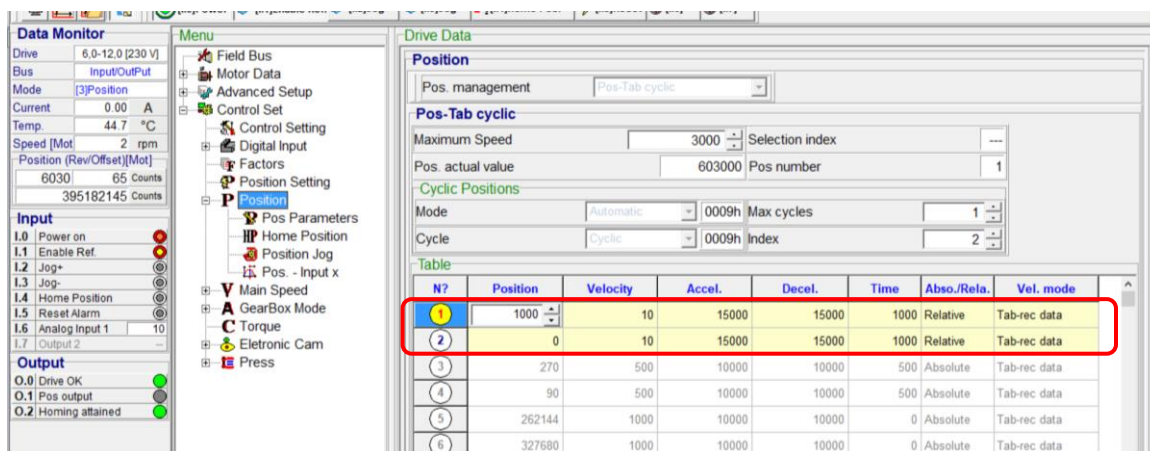 Data Monitor
Drive 6,0-12,0 [230 V]
Bus Input/OutPut
Mode [3]Position
Current 0.00 A
Temp. 44.7 °C
Speed [Mot 2 rpm
Position (Rev/Offset)[Mot]
6030 65 Counts
395182145 Counts
Input
I.0 Power on
I.1 Enable Ref.
I.2 Jog+
I.3 Jog-
I.4 Home Position
I.5 Reset Alarm
I.6 Analog Input 1 10
I.7 Output 2 --
Output
O.0 Drive OK
O.1 Pos output
O.2 Homing attained
Menu
Field Bus
Motor Data
Advanced Setup
Control Set
Control Setting
Digital Input
F Factors
Position Setting
P Position
Pos Parameters
HP Home Position
Position Jog
Pos. - Input x
V Main Speed
A GearBox Mode
C Torque
Eletronic Cam
Press
Drive Data
Position
Pos. management Pos-Tab cyclic
Pos-Tab cyclic
Maximum Speed 3000 Selection index ---
Pos. actual value 603000 Pos number 1
Cyclic Positions
Mode Automatic 0009h Max cycles 1
Cycle Cyclic 0009h Index 2
Table
N? Position Velocity Accel. Decel. Time Abso./Rela. Vel. mode
1 1000 10 15000 15000 1000 Relative Tab-rec data
2 0 10 15000 15000 1000 Relative Tab-rec data
3 270 500 10000 10000 500 Absolute Tab-rec data
4 90 500 10000 10000 500 Absolute Tab-rec data
5 262144 1000 10000 10000 0 Absolute Tab-rec data
6 327680 1000 10000 10000 0 Absolute Tab-rec data